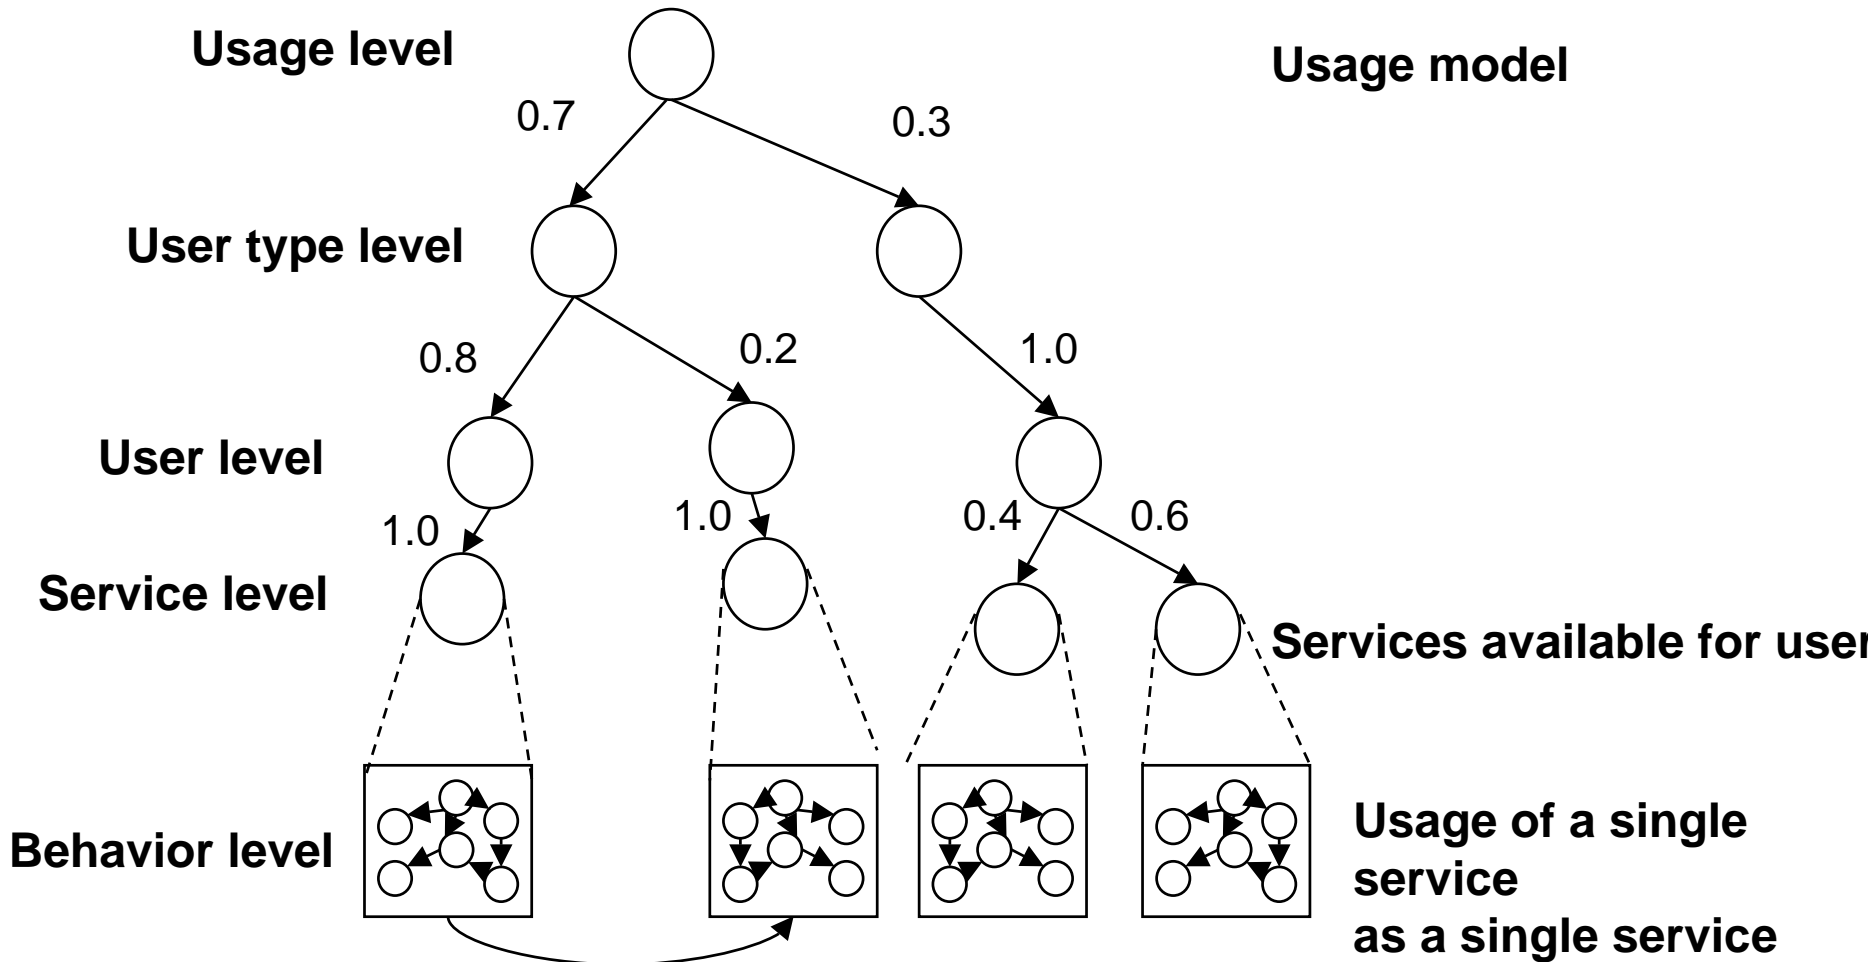 Usage level
Usage model
0.7
0.3
User type level
0.8
0.2
1.0
User level
1.0
1.0
0.4
0.6
Service level
Services available for user
Behavior level
Usage of a single
service
as a single service